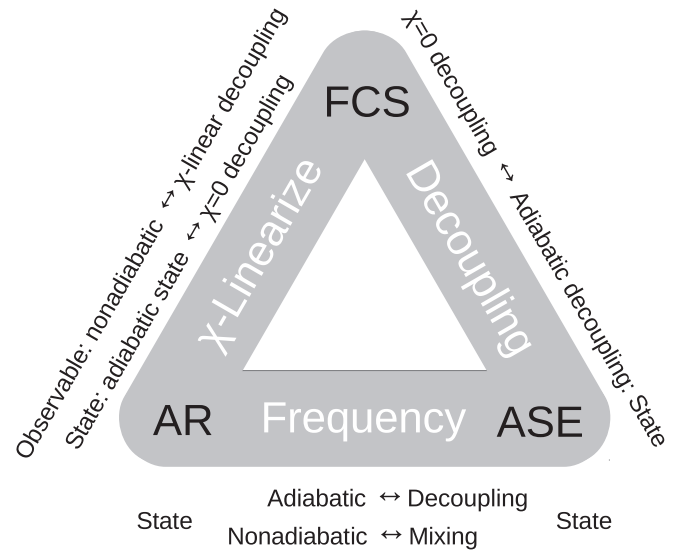 Observable: nonadiabatic ↔ χ-linear decoupling
State: adiabatic state ↔ χ=0 decoupling
χ=0 decoupling ↔ Adiabatic decoupling: State
FCS
χ-Linearize
Decoupling
AR
Frequency
ASE
Adiabatic ↔ Decoupling
State
State
Nonadiabatic ↔ Mixing